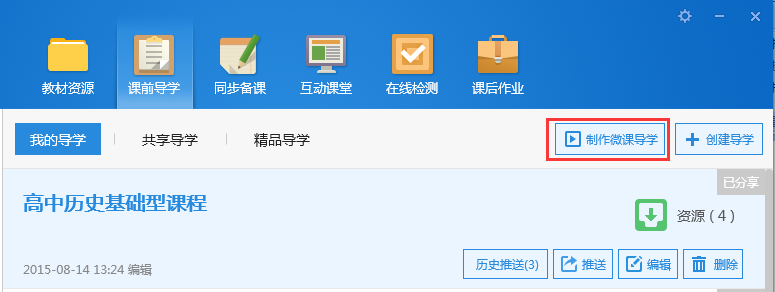 教材资源 课前导学 同步备课 互动课堂 在线检测 课后作业
我的导学 共享导学 精品导学 制作微课导学 创建导学
已分享
高中历史基础型课程
资源 ( 4 )
2015-08-14 13:24 编辑 历史推送(3) 推送 编辑 删除